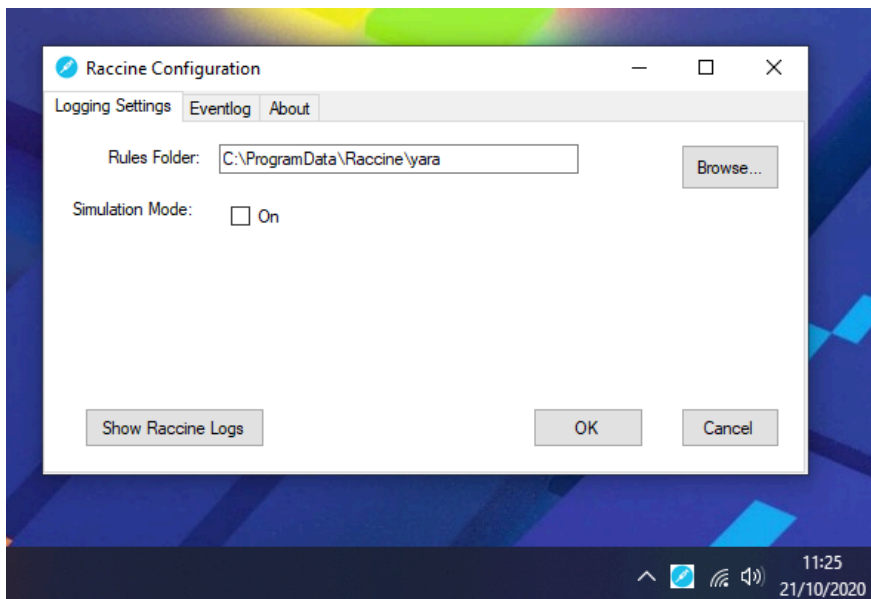 Raccine Configuration
Logging Settings Eventlog About
Rules Folder: C:\ProgramData\Raccine\yara Browse...
Simulation Mode: On
Show Raccine Logs OK Cancel
11:25
21/10/2020